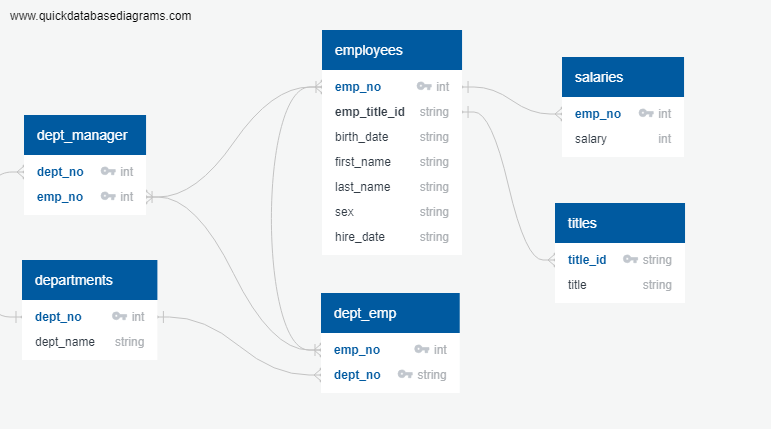 www.quickdatabasediagrams.com
employees
emp_no int
emp_title_id string
birth_date string
first_name string
last_name string
sex string
hire_date string
salaries
emp_no int
salary int
dept_manager
dept_no int
emp_no int
titles
title_id string
title string
departments
dept_no int
dept_name string
dept_emp
emp_no int
dept_no string